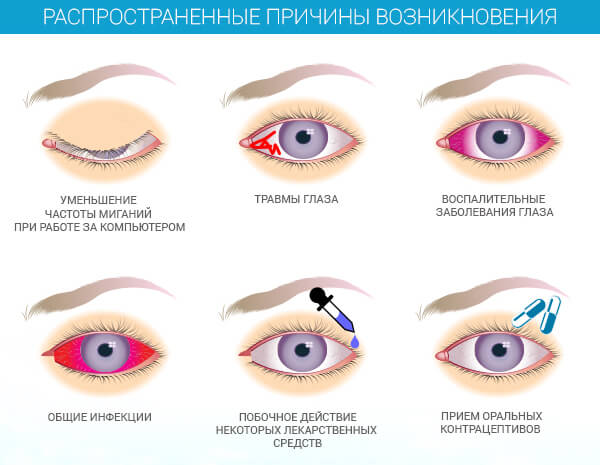 РАСПРОСТРАНЕННЫЕ ПРИЧИНЫ ВОЗНИКНОВЕНИЯ
УМЕНЬШЕНИЕ
ЧАСТОТЫ МИГАНИЙ
ПРИ РАБОТЕ ЗА КОМПЬЮТЕРОМ
ТРАВМЫ ГЛАЗА
ВОСПАЛИТЕЛЬНЫЕ
ЗАБОЛЕВАНИЯ ГЛАЗА
ОБЩИЕ ИНФЕКЦИИ
ПОБОЧНОЕ ДЕЙСТВИЕ
НЕКОТОРЫХ ЛЕКАРСТВЕННЫХ
СРЕДСТВ
ПРИЕМ ОРАЛЬНЫХ
КОНТРАЦЕПТИВОВ